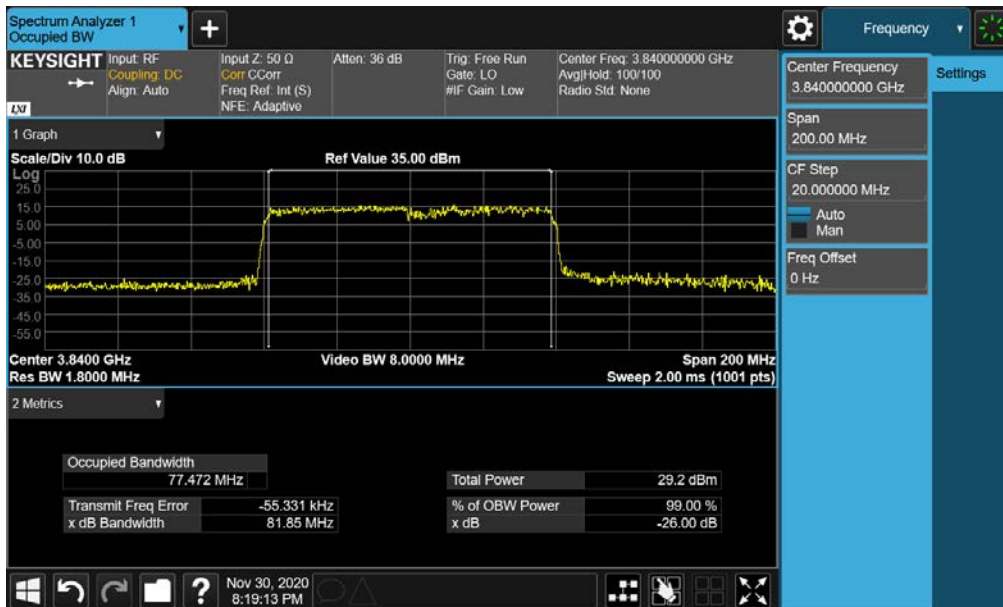 Spectrum Analyzer 1
Occupied BW
Frequency
KEYSIGHT
Input: RF
Coupling: DC
Align: Auto
Input Z: 50 Ω
Corr CCorr
Freq Ref: Int (S)
NFE: Adaptive
Atten: 36 dB
Trig: Free Run
Gate: LO
#IF Gain: Low
Center Freq: 3.840000000 GHz
Avg|Hold: 100/100
Radio Std: None
LXI
Center Frequency
3.840000000 GHz
Settings
Span
200.00 MHz
CF Step
20.000000 MHz
Auto
Man
Freq Offset
0 Hz
1 Graph
Scale/Div 10.0 dB
Ref Value 35.00 dBm
Log
25.0
15.0
5.00
-5.00
-15.0
-25.0
-35.0
-45.0
-55.0
Center 3.8400 GHz
Video BW 8.0000 MHz
Span 200 MHz
Res BW 1.8000 MHz
Sweep 2.00 ms (1001 pts)
2 Metrics
Occupied Bandwidth
77.472 MHz
Total Power 29.2 dBm
Transmit Freq Error -55.331 kHz
% of OBW Power 99.00 %
x dB Bandwidth 81.85 MHz
x dB -26.00 dB
?
Nov 30, 2020
8:19:13 PM